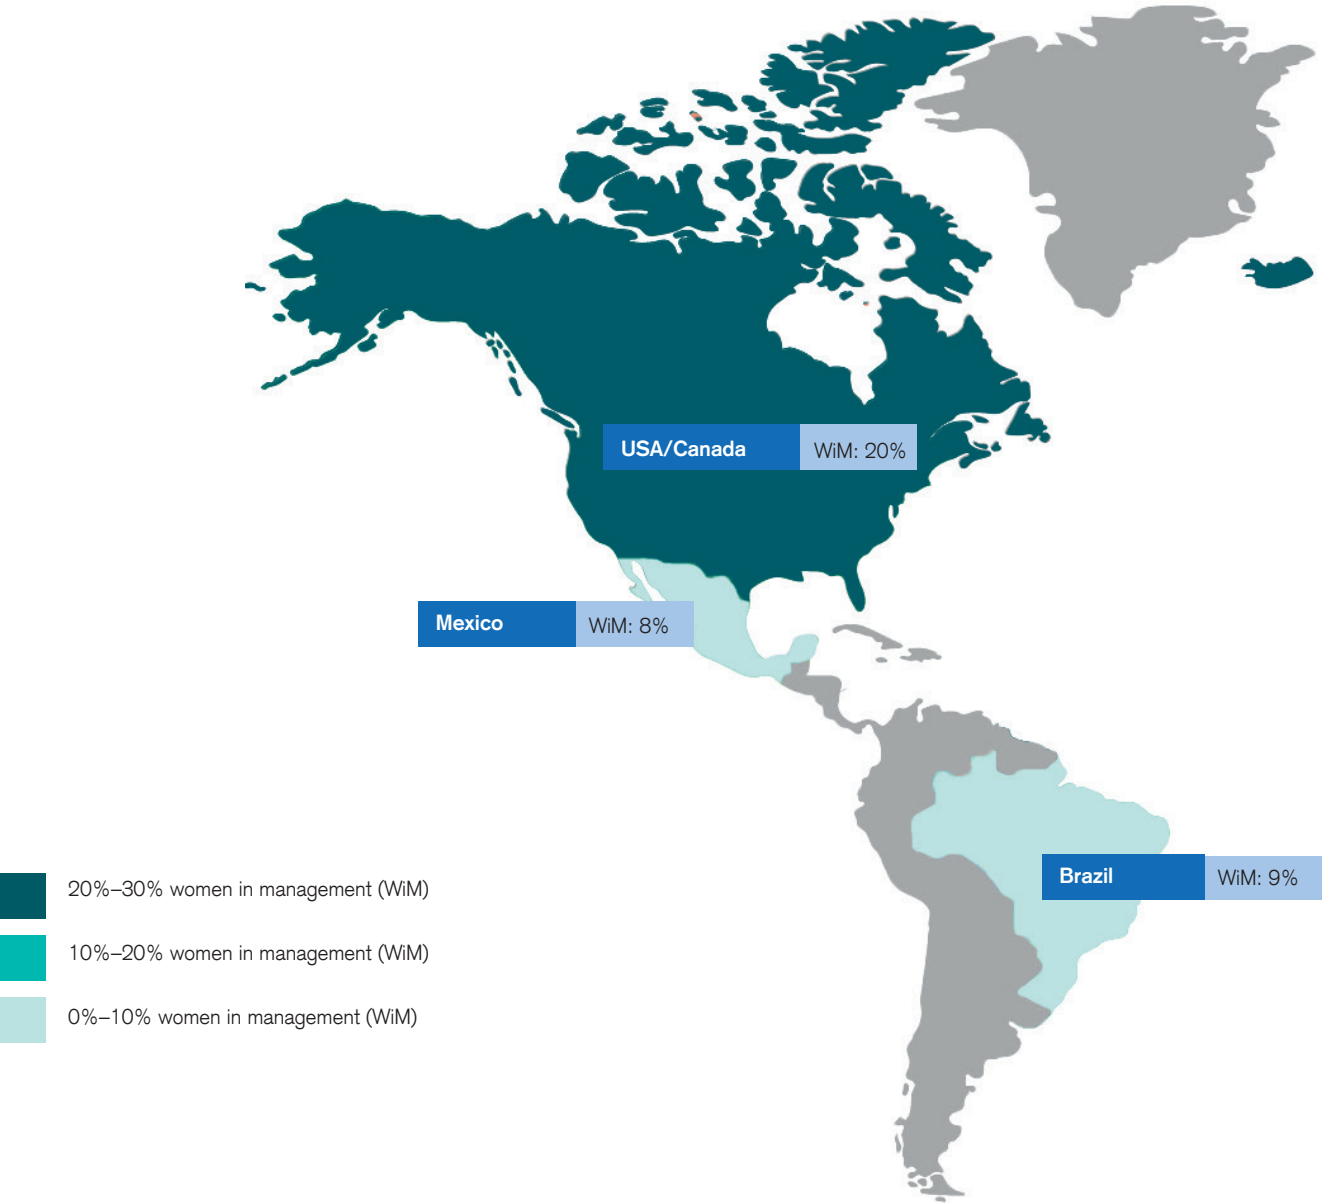 USA/Canada WiM: 20%
Mexico WiM: 8%
Brazil WiM: 9%
20%–30% women in management (WiM)
10%–20% women in management (WiM)
0%–10% women in management (WiM)